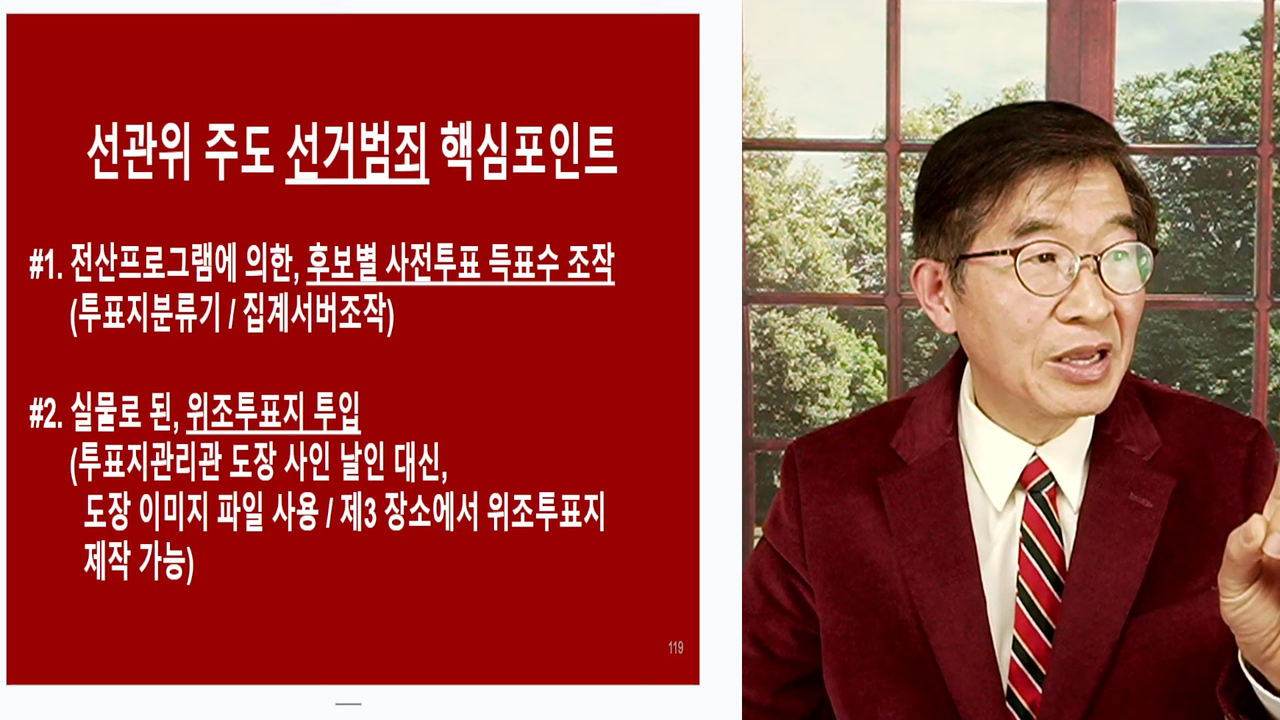 선관위 주도 선거범죄 핵심포인트
#1. 전산프로그램에 의한, 후보별 사전투표 득표수 조작
(투표지분류기 / 집계서버조작)
#2. 실물로 된, 위조투표지 투입
(투표지관리관 도장 사인 날인 대신,
도장 이미지 파일 사용 / 제3 장소에서 위조투표지
제작 가능)
119